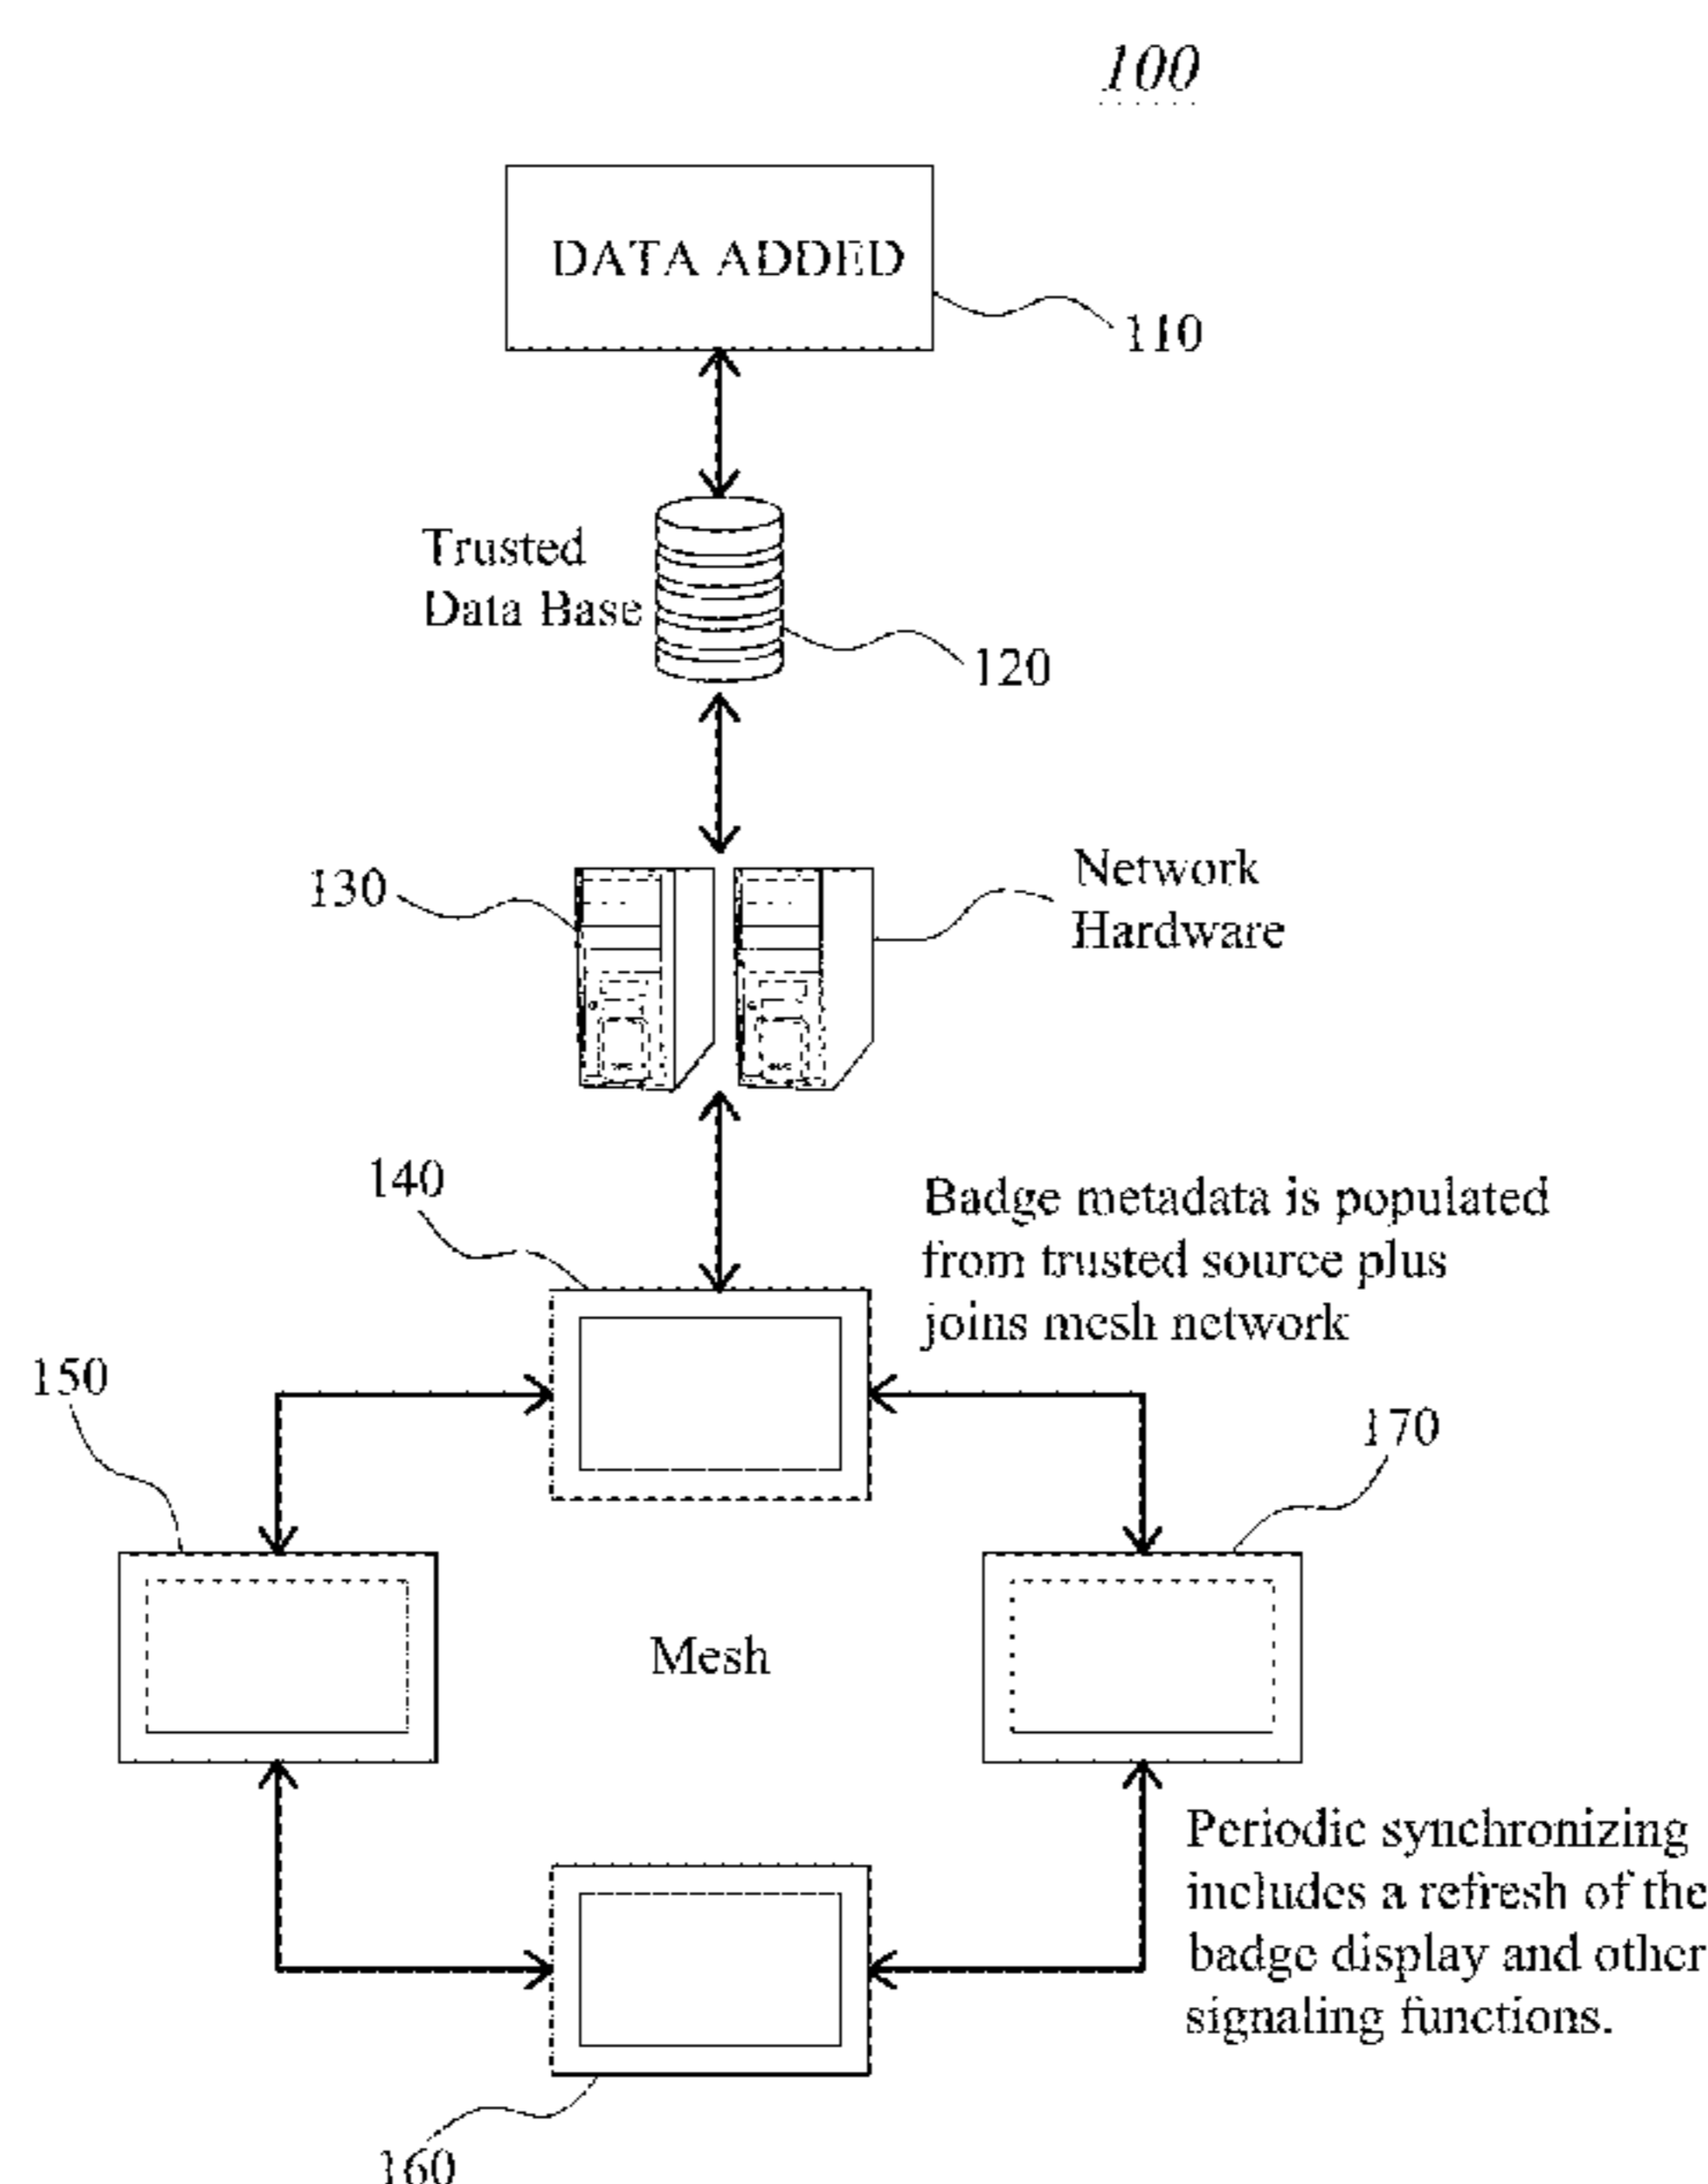 100
DATA ADDED
110
Trusted
Data Base
120
130
Network
Hardware
140
Badge metadata is populated
from trusted source plus
joins mesh network
150
170
Mesh
Periodic synchronizing
includes a refresh of the
badge display and other
signaling functions.
160